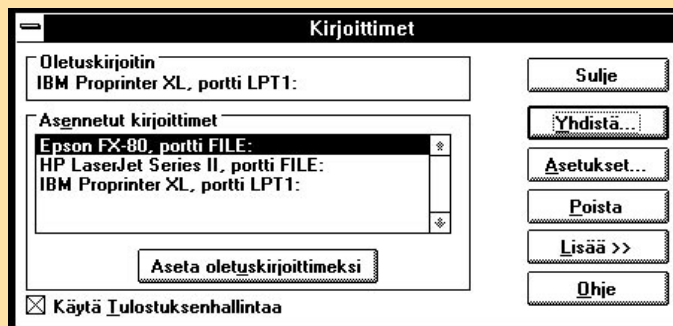 Kirjoittimet
Oletuskirjoitin
IBM Proprinter XL, portti LPT1:
Asennetut kirjoittimet
Epson FX-80, portti FILE:
HP LaserJet Series II, portti FILE:
IBM Proprinter XL, portti LPT1:
Aseta oletuskirjoittimeksi
Käytä Tulostuksenhallintaa
Sulje
Yhdistä...
Asetukset...
Poista
Lisää >>
Ohje